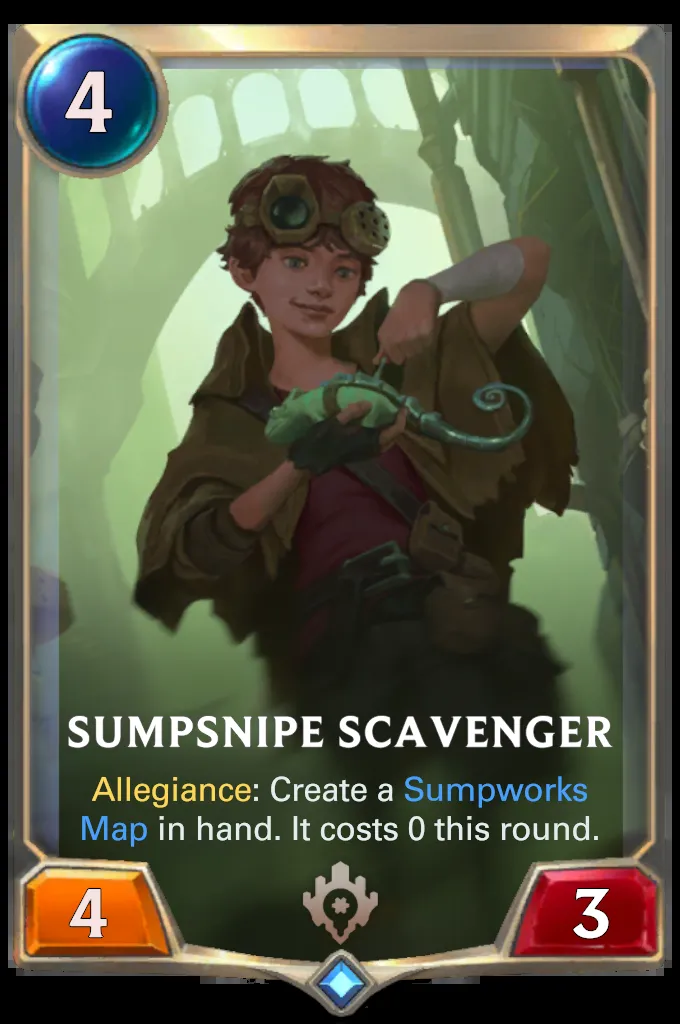 4
SUMPSNIPE SCAVENGER
Allegiance: Create a Sumpworks
Map in hand. It costs 0 this round.
4
3